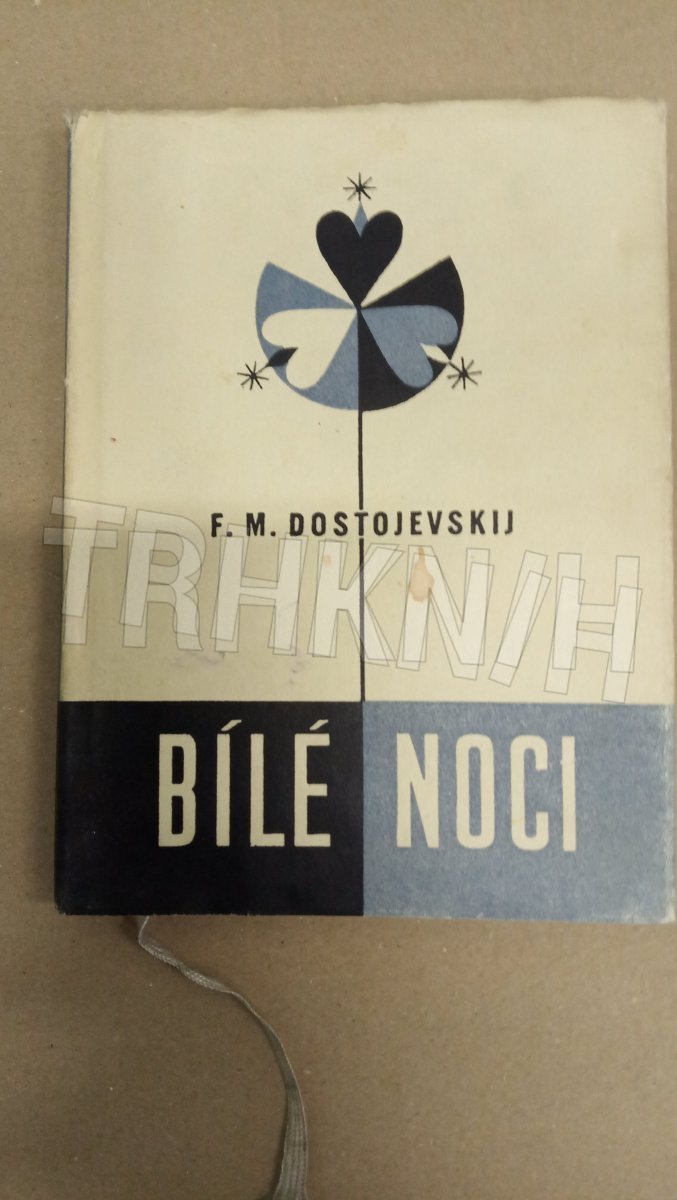 F. M. DOSTOJEVSKIJ
TRHKNIH
BÍLÉ NOCI